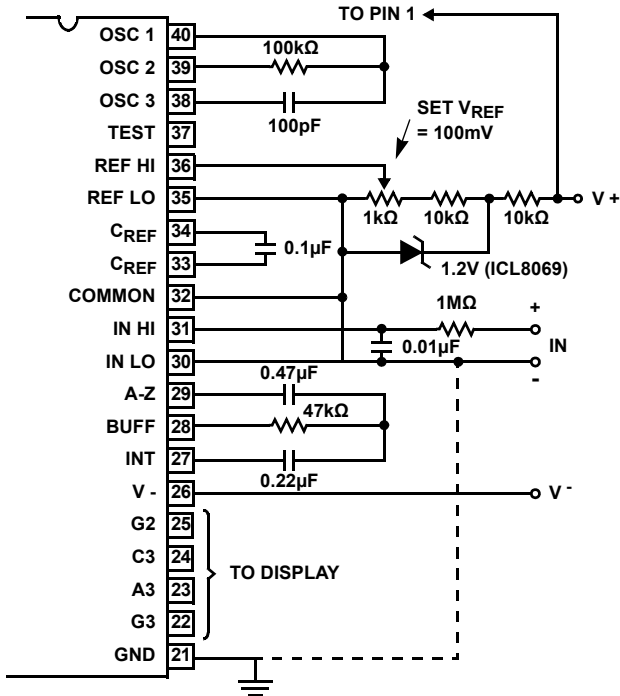 TO PIN 1
OSC 1 40
100kΩ
OSC 2 39
OSC 3 38
100pF
SET VREF
= 100mV
TEST 37
REF HI 36
REF LO 35
1kΩ 10kΩ 10kΩ
V +
CREF 34
0.1µF
CREF 33
1.2V (ICL8069)
COMMON 32
1MΩ
+
IN HI 31
0.01µF
IN
IN LO 30
-
0.47µF
A-Z 29
47kΩ
BUFF 28
INT 27
0.22µF
V - 26
V -
G2 25
C3 24
TO DISPLAY
A3 23
G3 22
GND 21